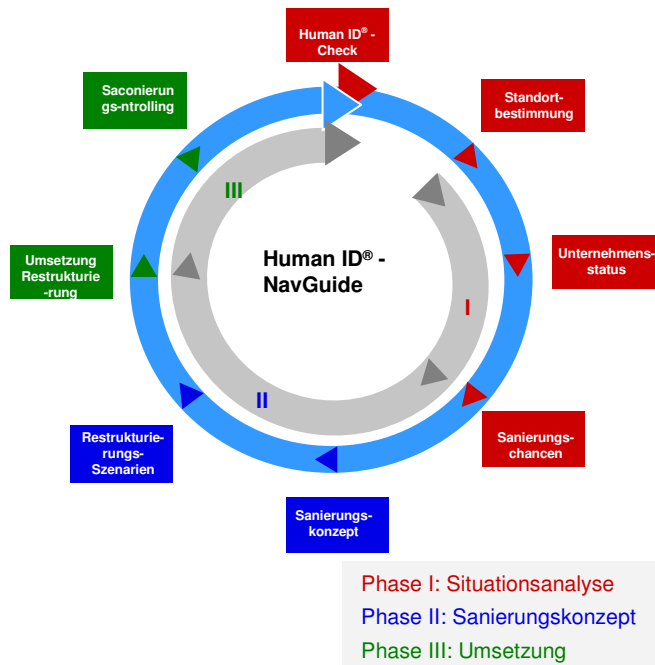 Human ID® -
Check
Standort-
bestimmung
Unternehmens-
status
Sanierungs-
chancen
Sanierungs-
konzept
Restrukturie-
rungs-
Szenarien
Umsetzung
Restrukturie
-rung
Saconierun
gs-ntrolling
Human ID® -
NavGuide
I
II
III
Phase I: Situationsanalyse
Phase II: Sanierungskonzept
Phase III: Umsetzung